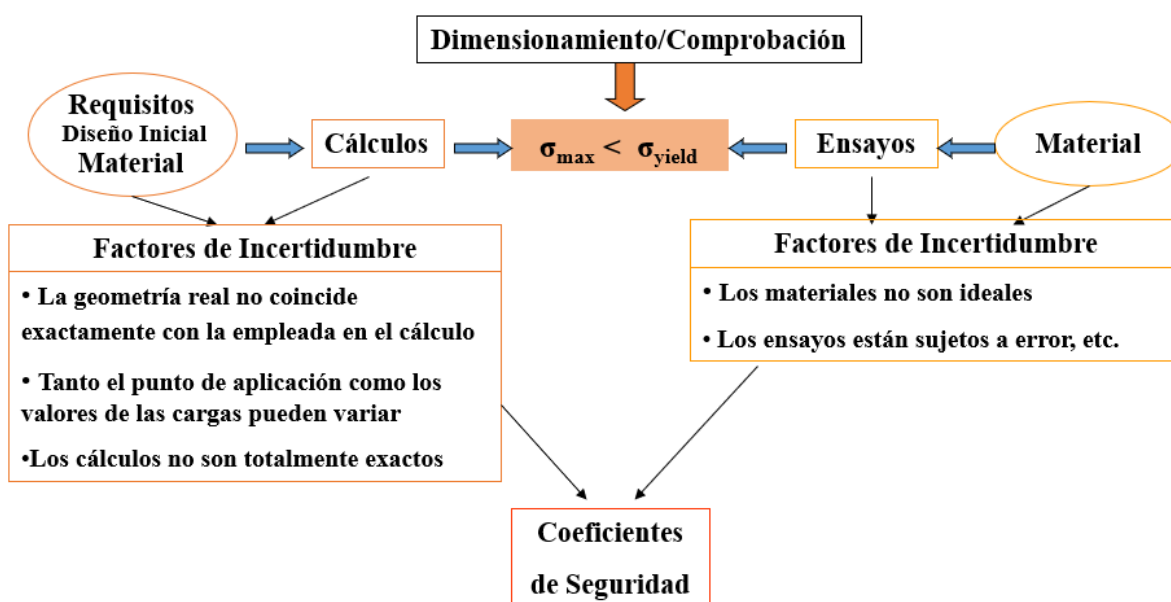 Dimensionamiento/Comprobación
Requisitos
Diseño Inicial
Material
Cálculos
σmax < σyield
Ensayos
Material
Factores de Incertidumbre
• La geometría real no coincide
exactamente con la empleada en el cálculo
• Tanto el punto de aplicación como los
valores de las cargas pueden variar
•Los cálculos no son totalmente exactos
Factores de Incertidumbre
• Los materiales no son ideales
• Los ensayos están sujetos a error, etc.
Coeficientes
de Seguridad